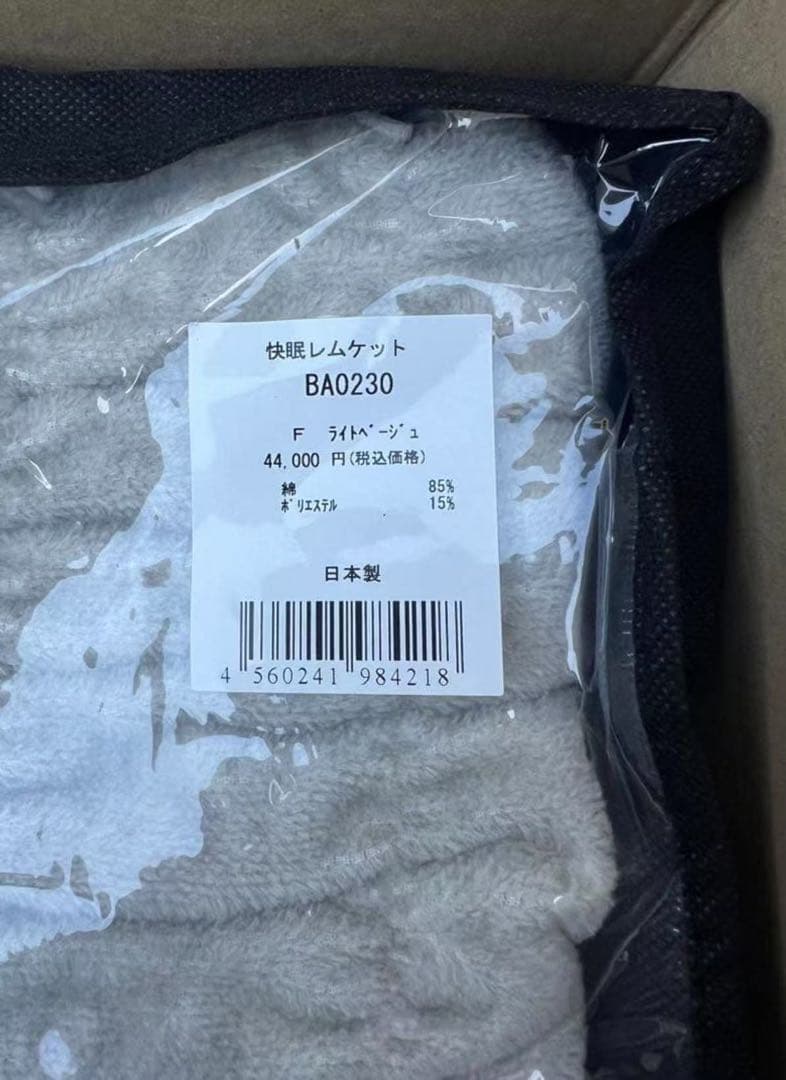 快眠レムケット
BA0230
F ﾗｲﾄﾍﾞｰｼﾞｭ
44,000 円(税込価格)
綿 85%
ﾎﾟﾘｴｽﾃﾙ 15%
日本製
4 560241 984218